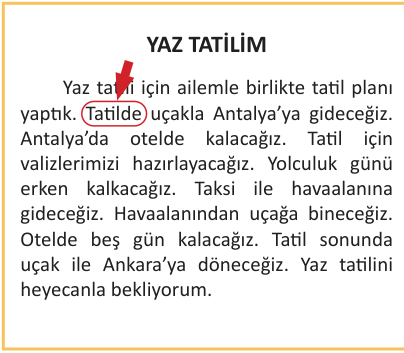 YAZ TATİLİM
Yaz tatili için ailemle birlikte tatil planı
yaptık. Tatilde uçakla Antalya’ya gideceğiz.
Antalya’da otelde kalacağız. Tatil için
valizlerimizi hazırlayacağız. Yolculuk günü
erken kalkacağız. Taksi ile havaalanına
gideceğiz. Havaalanından uçağa bineceğiz.
Otelde beş gün kalacağız. Tatil sonunda
uçak ile Ankara’ya döneceğiz. Yaz tatilini
heyecanla bekliyorum.